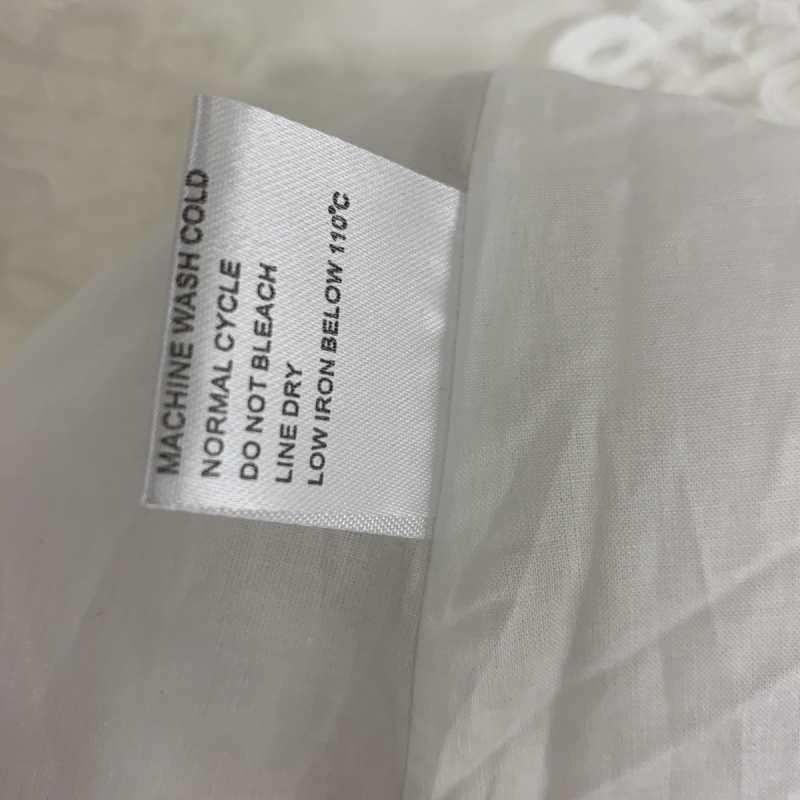 MACHINE WASH COLD
NORMAL CYCLE
DO NOT BLEACH
LINE DRY
LOW IRON BELOW 110°C